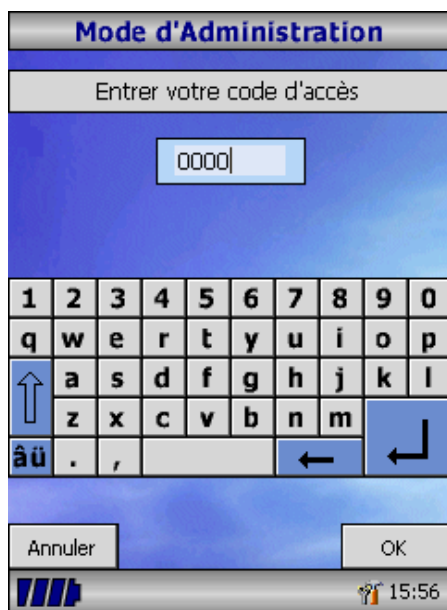 Mode d'Administration
Entrer votre code d'accès
0000
1 2 3 4 5 6 7 8 9 0
q w e r t y u i o p
a s d f g h j k l
z x c v b n m
âü . ,
Annuler OK
15:56